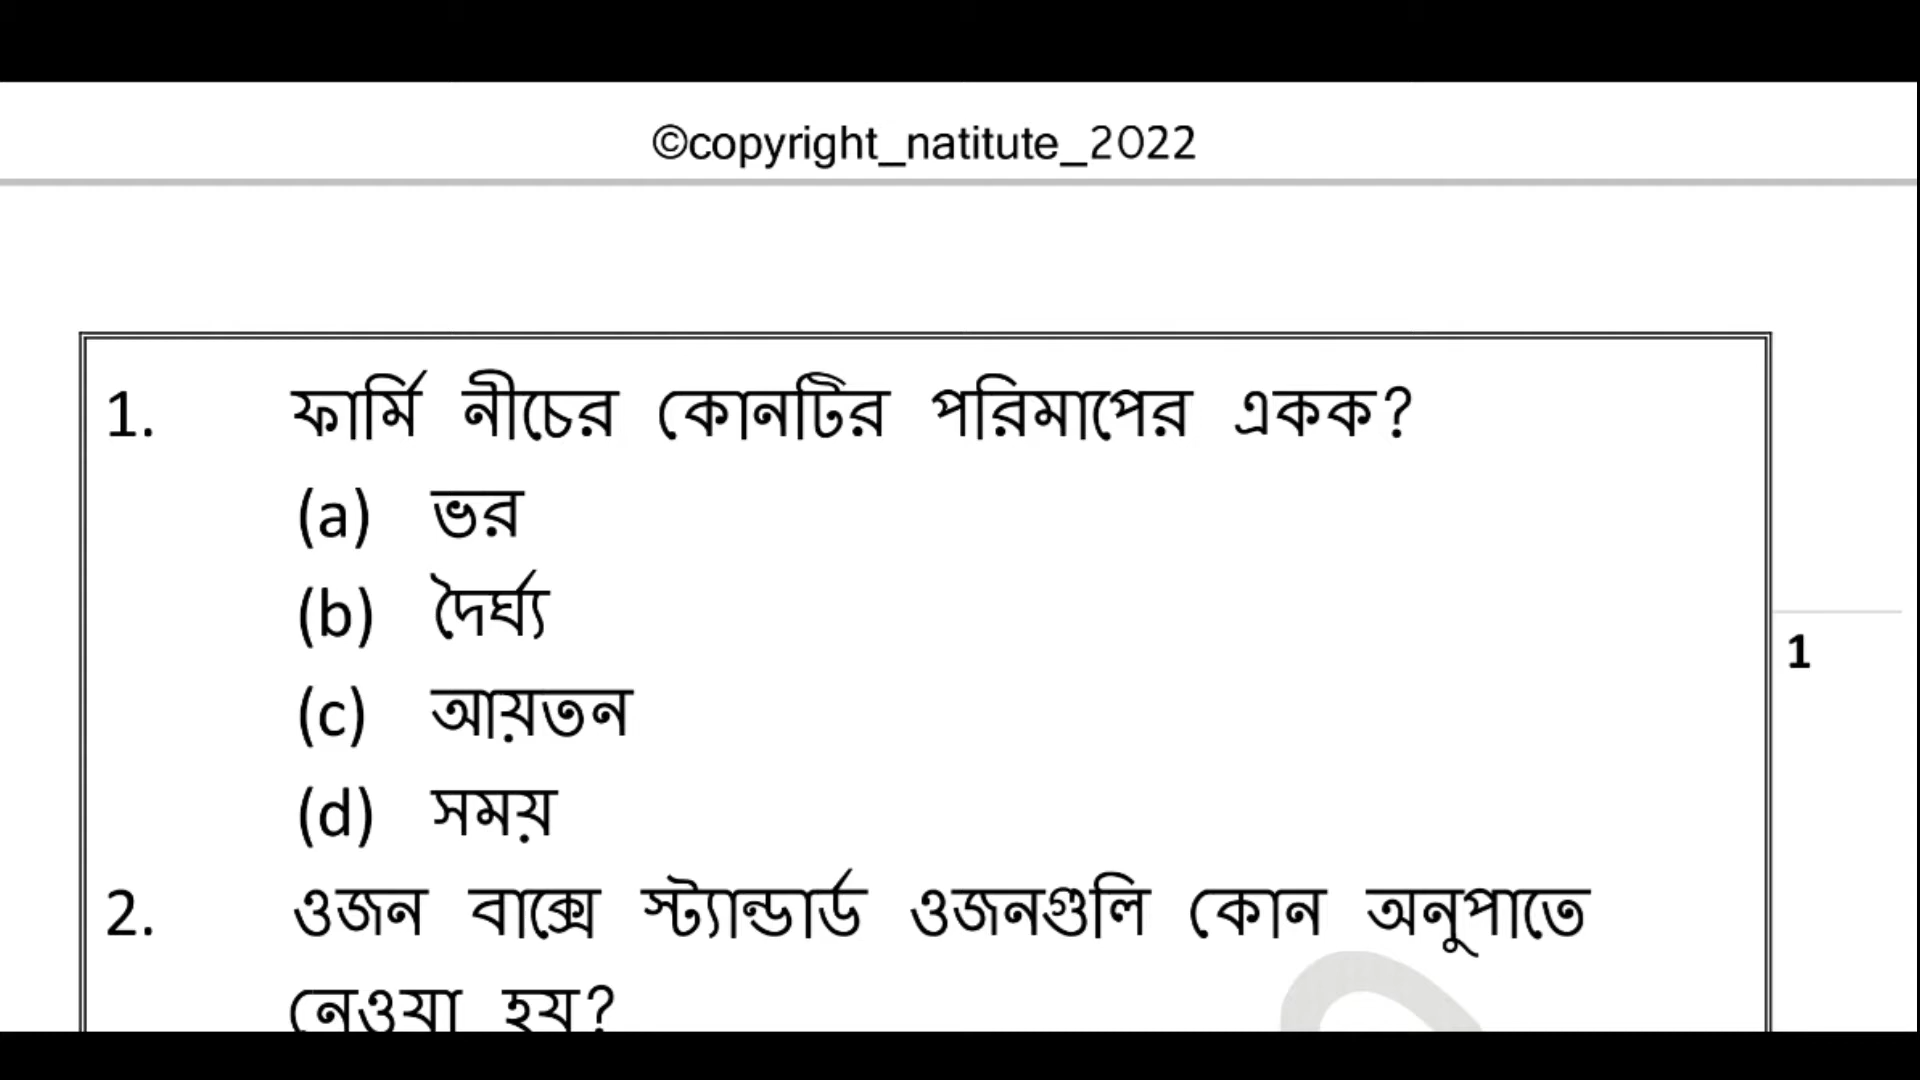 ©copyright_natitute_2022
1. ফার্মি নীচের কোনটির পরিমাপের একক?
(a) ভর
(b) দৈর্ঘ্য
(c) আয়তন
(d) সময়
1
2. ওজন বাক্সে স্ট্যান্ডার্ড ওজনগুলি কোন অনুপাতে
নেওয়া হয়?